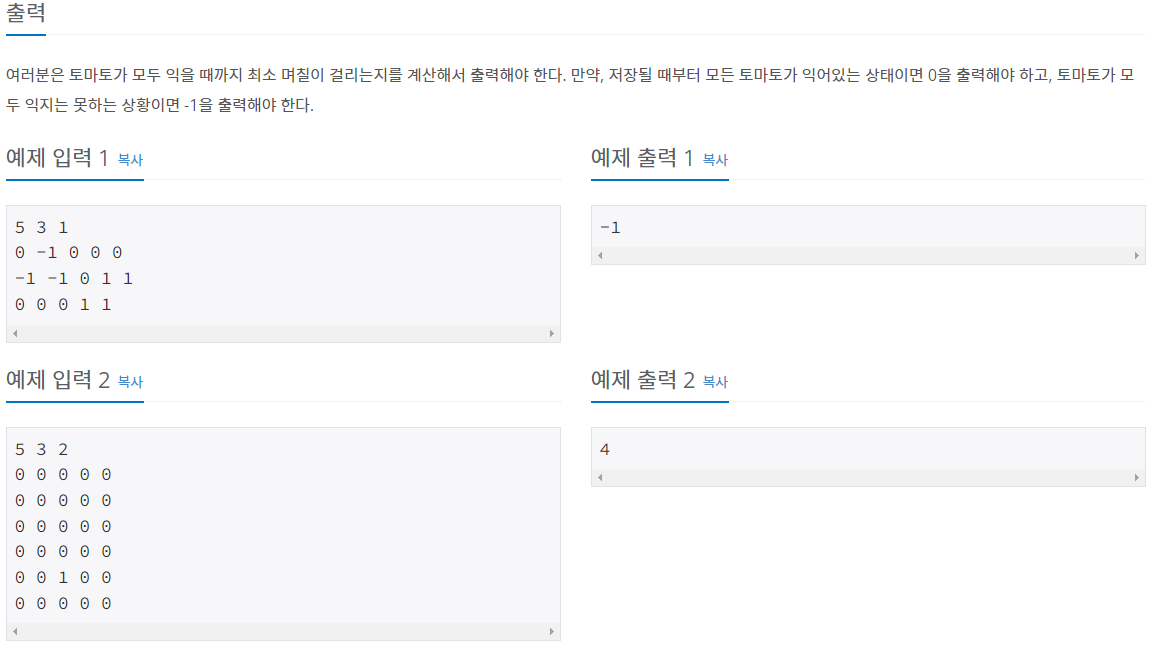 출력
여러분은 토마토가 모두 익을 때까지 최소 며칠이 걸리는지를 계산해서 출력해야 한다. 만약, 저장될 때부터 모든 토마토가 익어있는 상태이면 0을 출력해야 하고, 토마토가 모
두 익지는 못하는 상황이면 -1을 출력해야 한다.
예제 입력 1 복사
5 3 1
0 -1 0 0 0
-1 -1 0 1 1
0 0 0 1 1
예제 출력 1 복사
-1
예제 입력 2 복사
5 3 2
0 0 0 0 0
0 0 0 0 0
0 0 0 0 0
0 0 0 0 0
0 0 1 0 0
0 0 0 0 0
예제 출력 2 복사
4